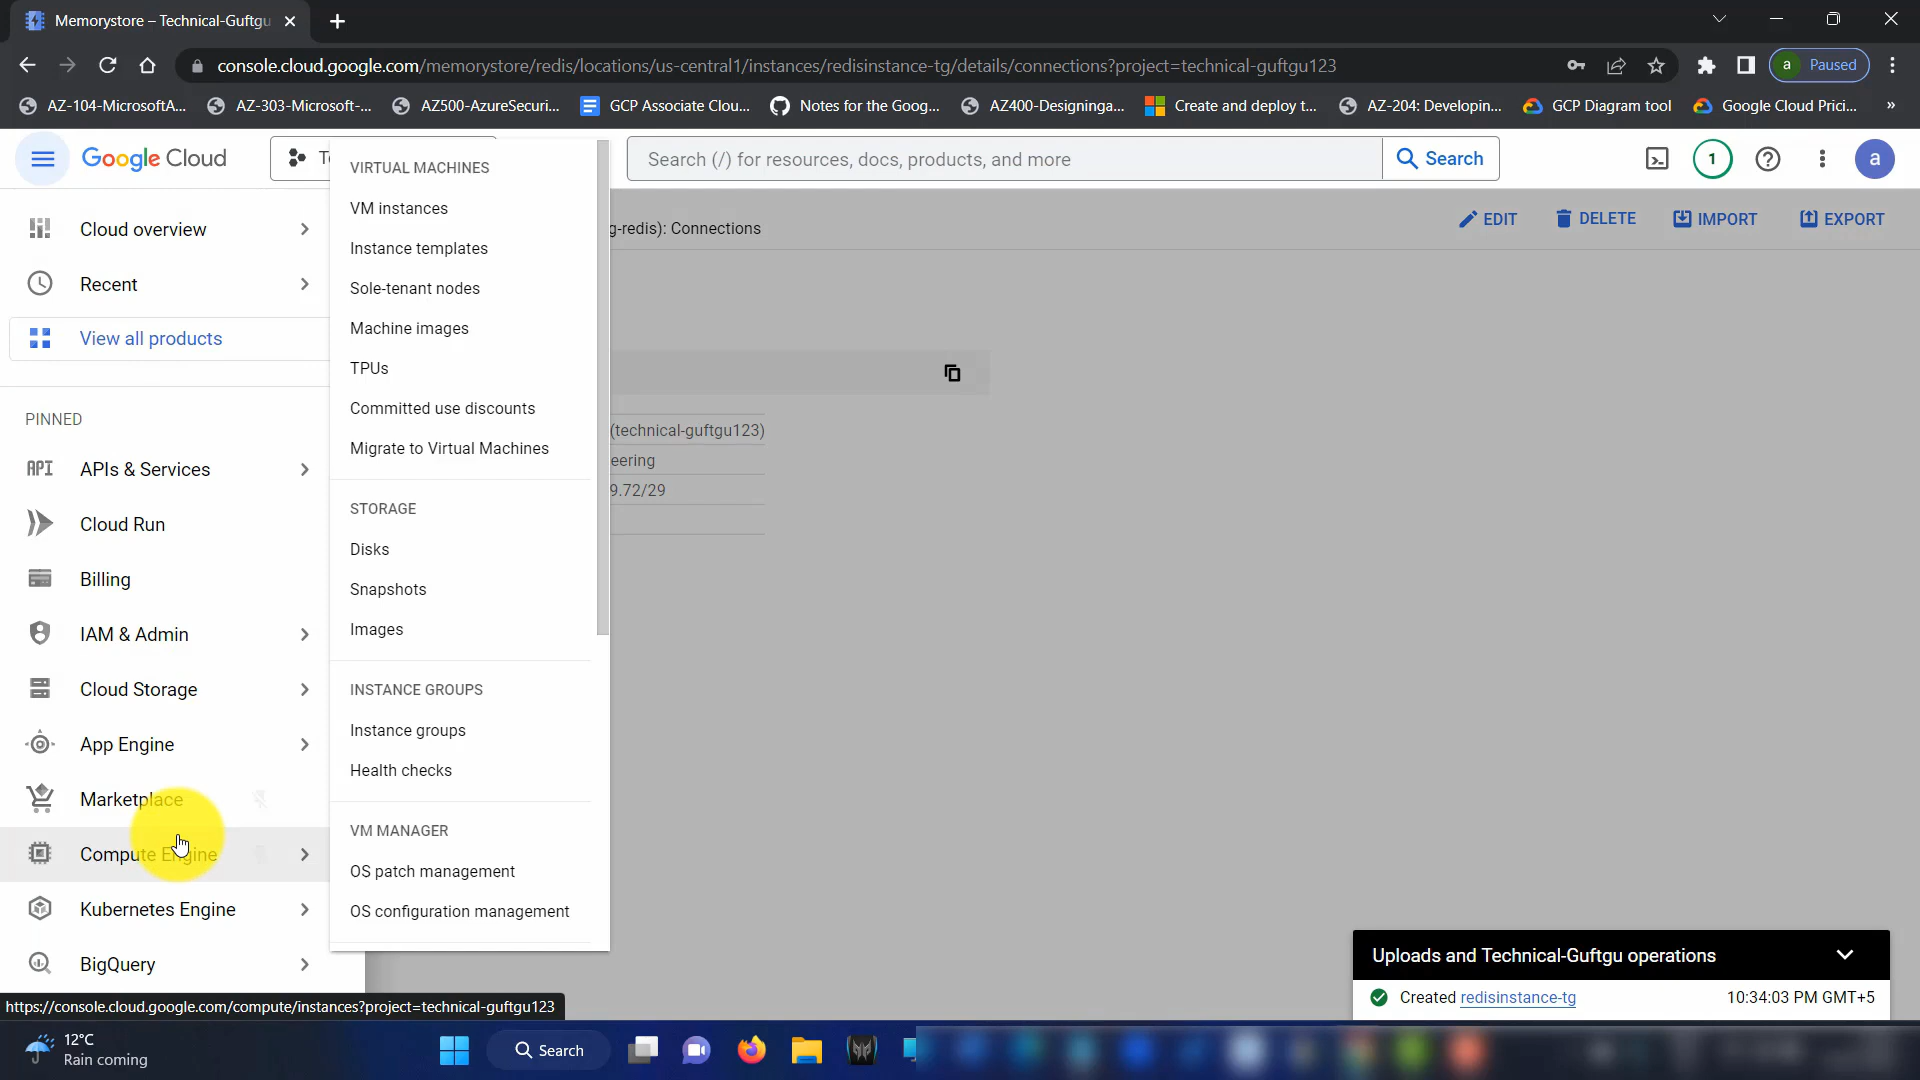 Memorystore – Technical-Guftgu
console.cloud.google.com/memorystore/redis/locations/us-central1/instances/redisinstance-tg/details/connections?project=technical-guftgu123
a Paused
AZ-104-MicrosoftA...
AZ-303-Microsoft-...
AZ500-AzureSecuri...
GCP Associate Clou...
Notes for the Goog...
AZ400-Designinga...
Create and deploy t...
AZ-204: Developin...
GCP Diagram tool
Google Cloud Prici...
»
Google Cloud
Search (/) for resources, docs, products, and more
Search
1
a
g-redis): Connections
EDIT
DELETE
IMPORT
EXPORT
Cloud overview
Recent
View all products
PINNED
API APIs & Services
Cloud Run
Billing
IAM & Admin
Cloud Storage
App Engine
Marketplace
Compute Engine
Kubernetes Engine
BigQuery
VIRTUAL MACHINES
VM instances
Instance templates
Sole-tenant nodes
Machine images
TPUs
Committed use discounts
Migrate to Virtual Machines
STORAGE
Disks
Snapshots
Images
INSTANCE GROUPS
Instance groups
Health checks
VM MANAGER
OS patch management
OS configuration management
(technical-guftgu123)
eering
9.72/29
Uploads and Technical-Guftgu operations
Created redisinstance-tg
10:34:03 PM GMT+5
https://console.cloud.google.com/compute/instances?project=technical-guftgu123
12°C
Rain coming
Search